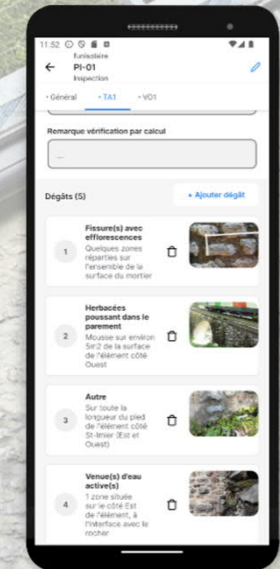 11:52
funiculaire
PI-01
Inspection
• Général • TA1 • VO1
Remarque vérification par calcul
...
Dégâts (5) + Ajouter dégât
1
Fissure(s) avec
efflorescences
Quelques zones
réparties sur
l'ensemble de la
surface du mortier
2
Herbacées
poussant dans le
parement
Mousse sur environ
5m2 de la surface
de l'élément côté
Ouest
3
Autre
Sur toute la
longueur du pied
de l'élément côté
St-Imier (Est et
Ouest)
4
Venue(s) d'eau
active(s)
1 zone située
sur le côté Est
de l'élément, à
l'interface avec le
rocher